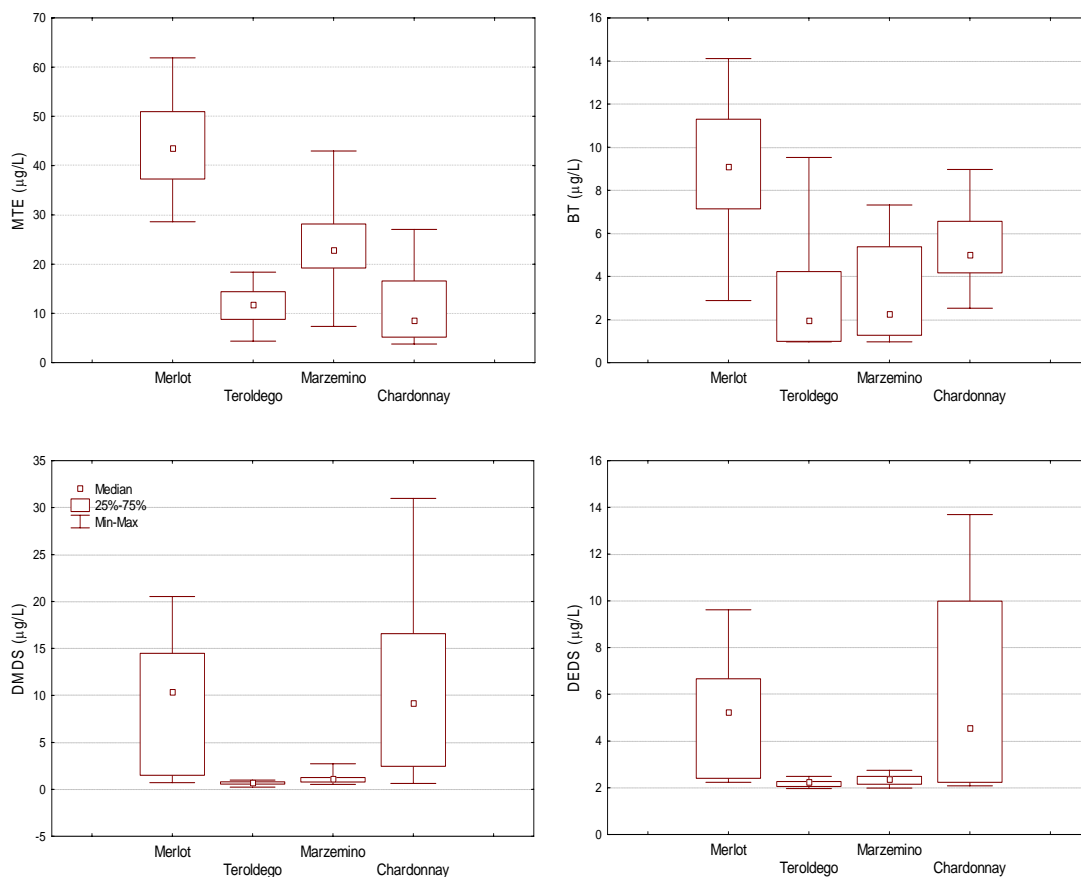 MTE (μg/L)
70
60
50
40
30
20
10
0
Merlot
Teroldego
Marzemino
Chardonnay
BT (μg/L)
16
14
12
10
8
6
4
2
0
Merlot
Teroldego
Marzemino
Chardonnay
DMDS (μg/L)
35
30
25
20
15
10
5
0
-5
Median
25%-75%
Min-Max
Merlot
Teroldego
Marzemino
Chardonnay
DEDS (μg/L)
16
14
12
10
8
6
4
2
0
Merlot
Teroldego
Marzemino
Chardonnay